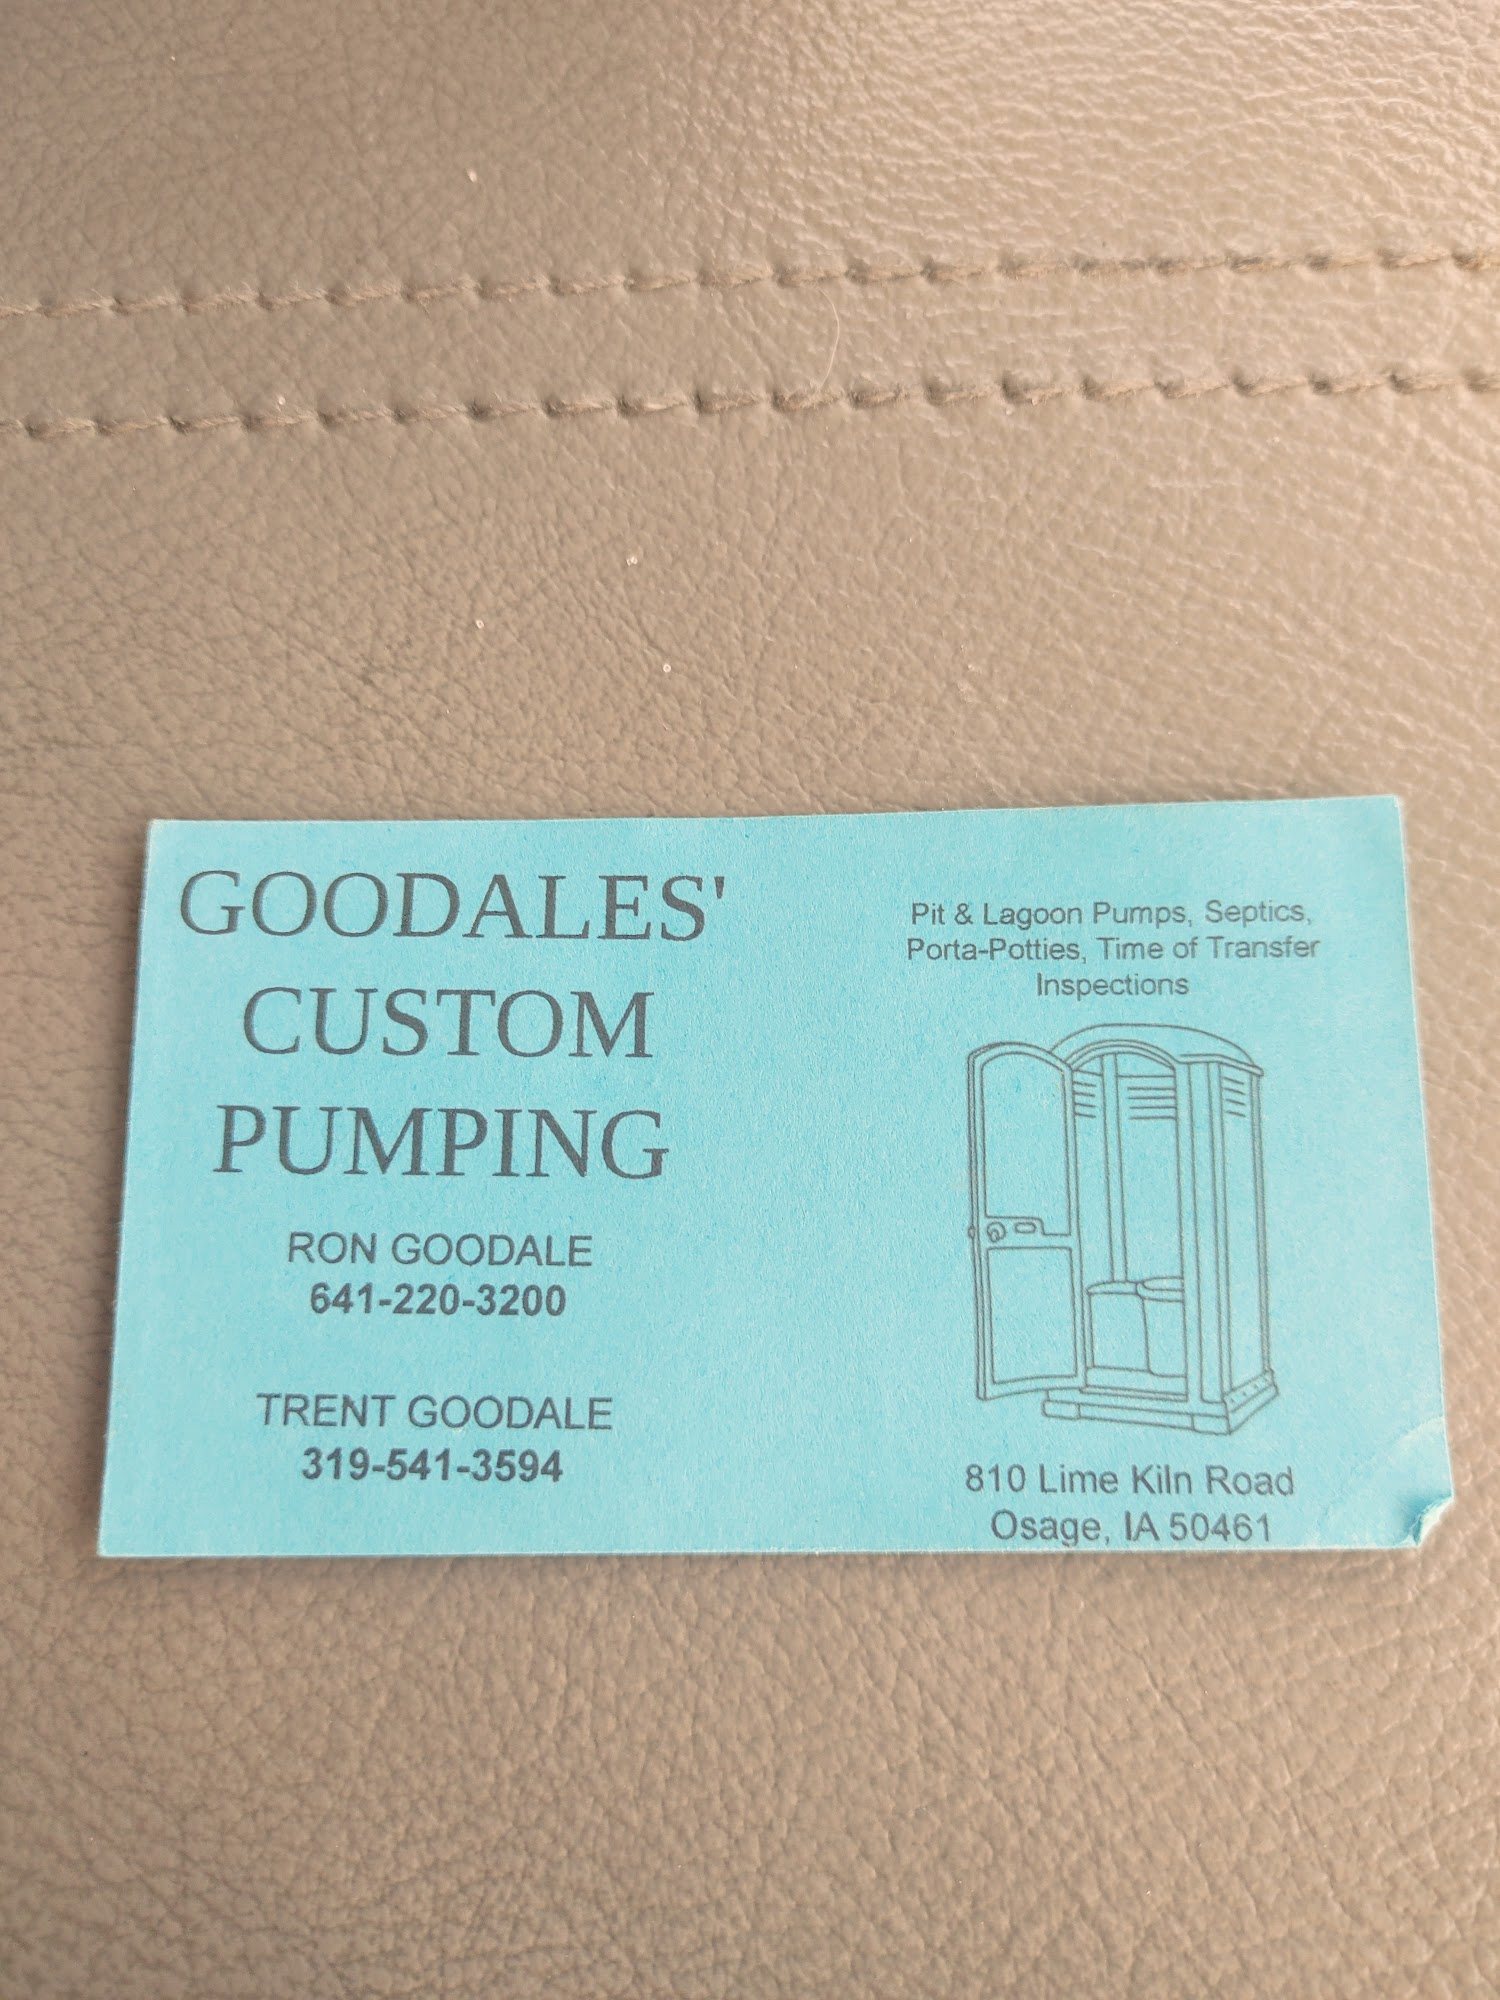 GOODALES'
CUSTOM
PUMPING
RON GOODALE
641-220-3200
TRENT GOODALE
319-541-3594
Pit & Lagoon Pumps, Septics,
Porta-Potties, Time of Transfer
Inspections
810 Lime Kiln Road
Osage, IA 50461